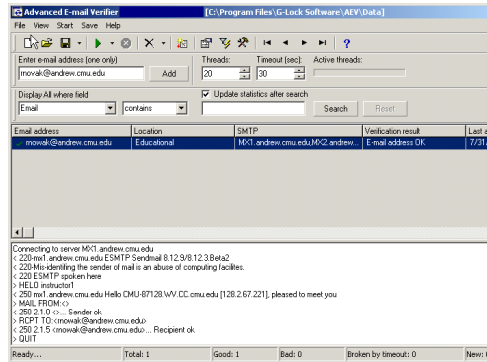 Advanced E-mail Verifier [C:\Program Files\G-Lock Software\AEV\Data]
File View Start Save Help
Enter e-mail address (one only) Threads: Timeout (sec): Active threads:
mowak@andrew.cmu.edu Add 20 30
Display All where field Update statistics after search
Email contains Search Reset
Email address Location SMTP Verification result Last a
mowak@andrew.cmu.edu Educational MX1.andrew.cmu.edu,MX2.andrew... E-mail address OK 7/31.
Connecting to server MX1.andrew.cmu.edu
< 220-mx1.andrew.cmu.edu ESMTP Sendmail 8.12.9/8.12.3.Beta2
< 220-Mis-identifing the sender of mail is an abuse of computing facilites.
< 220 ESMTP spoken here
> HELO instructor1
< 250 mx1.andrew.cmu.edu Hello CMU-87128.WV.CC.cmu.edu [128.2.67.221], pleased to meet you
> MAIL FROM:<>
< 250 2.1.0 <>... Sender ok
> RCPT TO:<mowak@andrew.cmu.edu>
< 250 2.1.5 <mowak@andrew.cmu.edu>... Recipient ok
> QUIT
Ready... Total: 1 Good: 1 Bad: 0 Broken by timeout: 0 New: